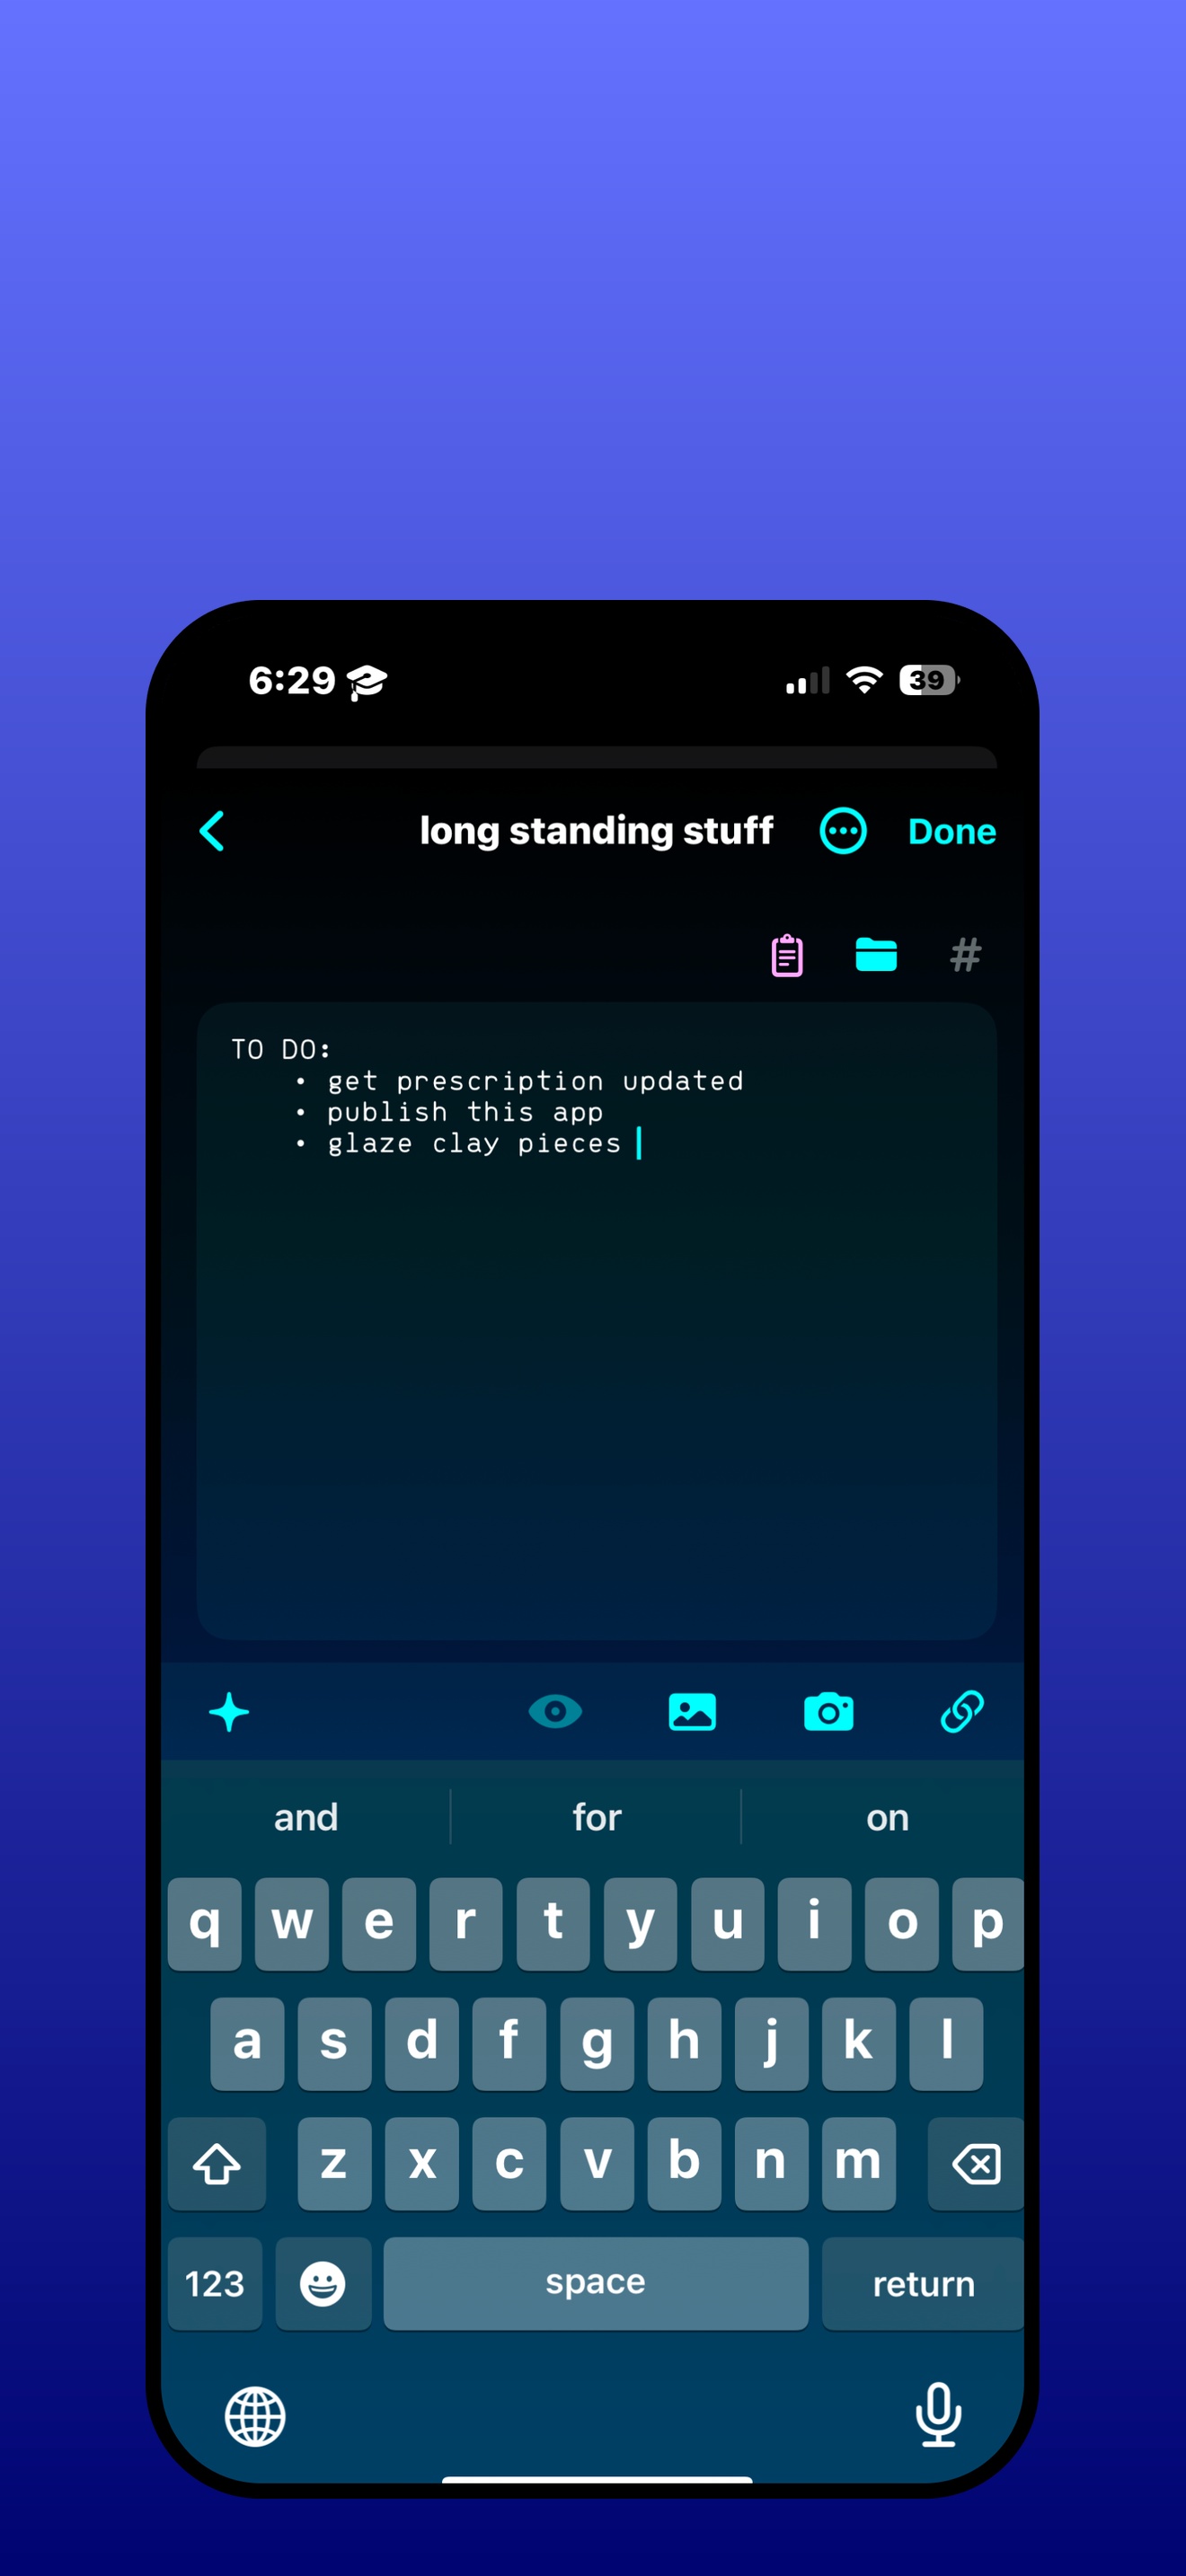 6:29
39
long standing stuff
Done
#
TO DO:
• get prescription updated
• publish this app
• glaze clay pieces
and for on
q w e r t y u i o p
a s d f g h j k l
z x c v b n m
123 space return